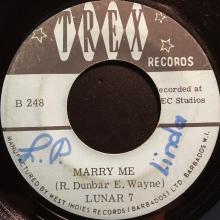 TREX
RECORDS
Recorded at
B 248
EC Studios
MARRY ME
(R. Dunbar E. Wayne)
LUNAR 7
MANUFACTURED BY WEST INDIES RECORDS (BARBADOS) LTD. BARBADOS W.I.